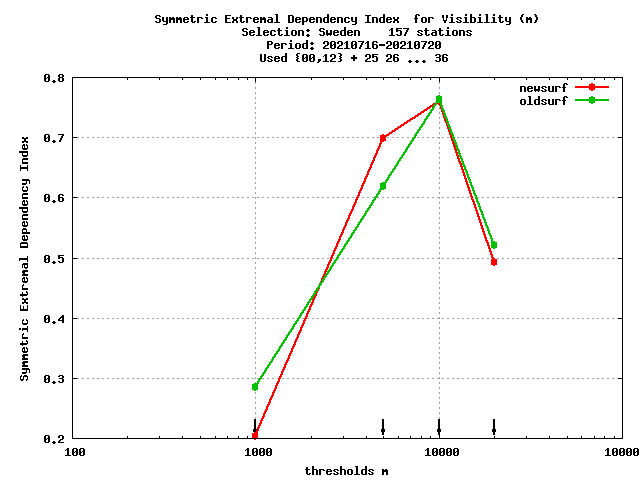 Symmetric Extremal Dependency Index  for Visibility (m)
Selection: Sweden    157 stations
Period: 20210716-20210720
Used {00,12} + 25 26 ... 36
newsurf
oldsurf
Symmetric Extremal Dependency Index
0.8
0.7
0.6
0.5
0.4
0.3
0.2
100 1000 10000 10000
thresholds m